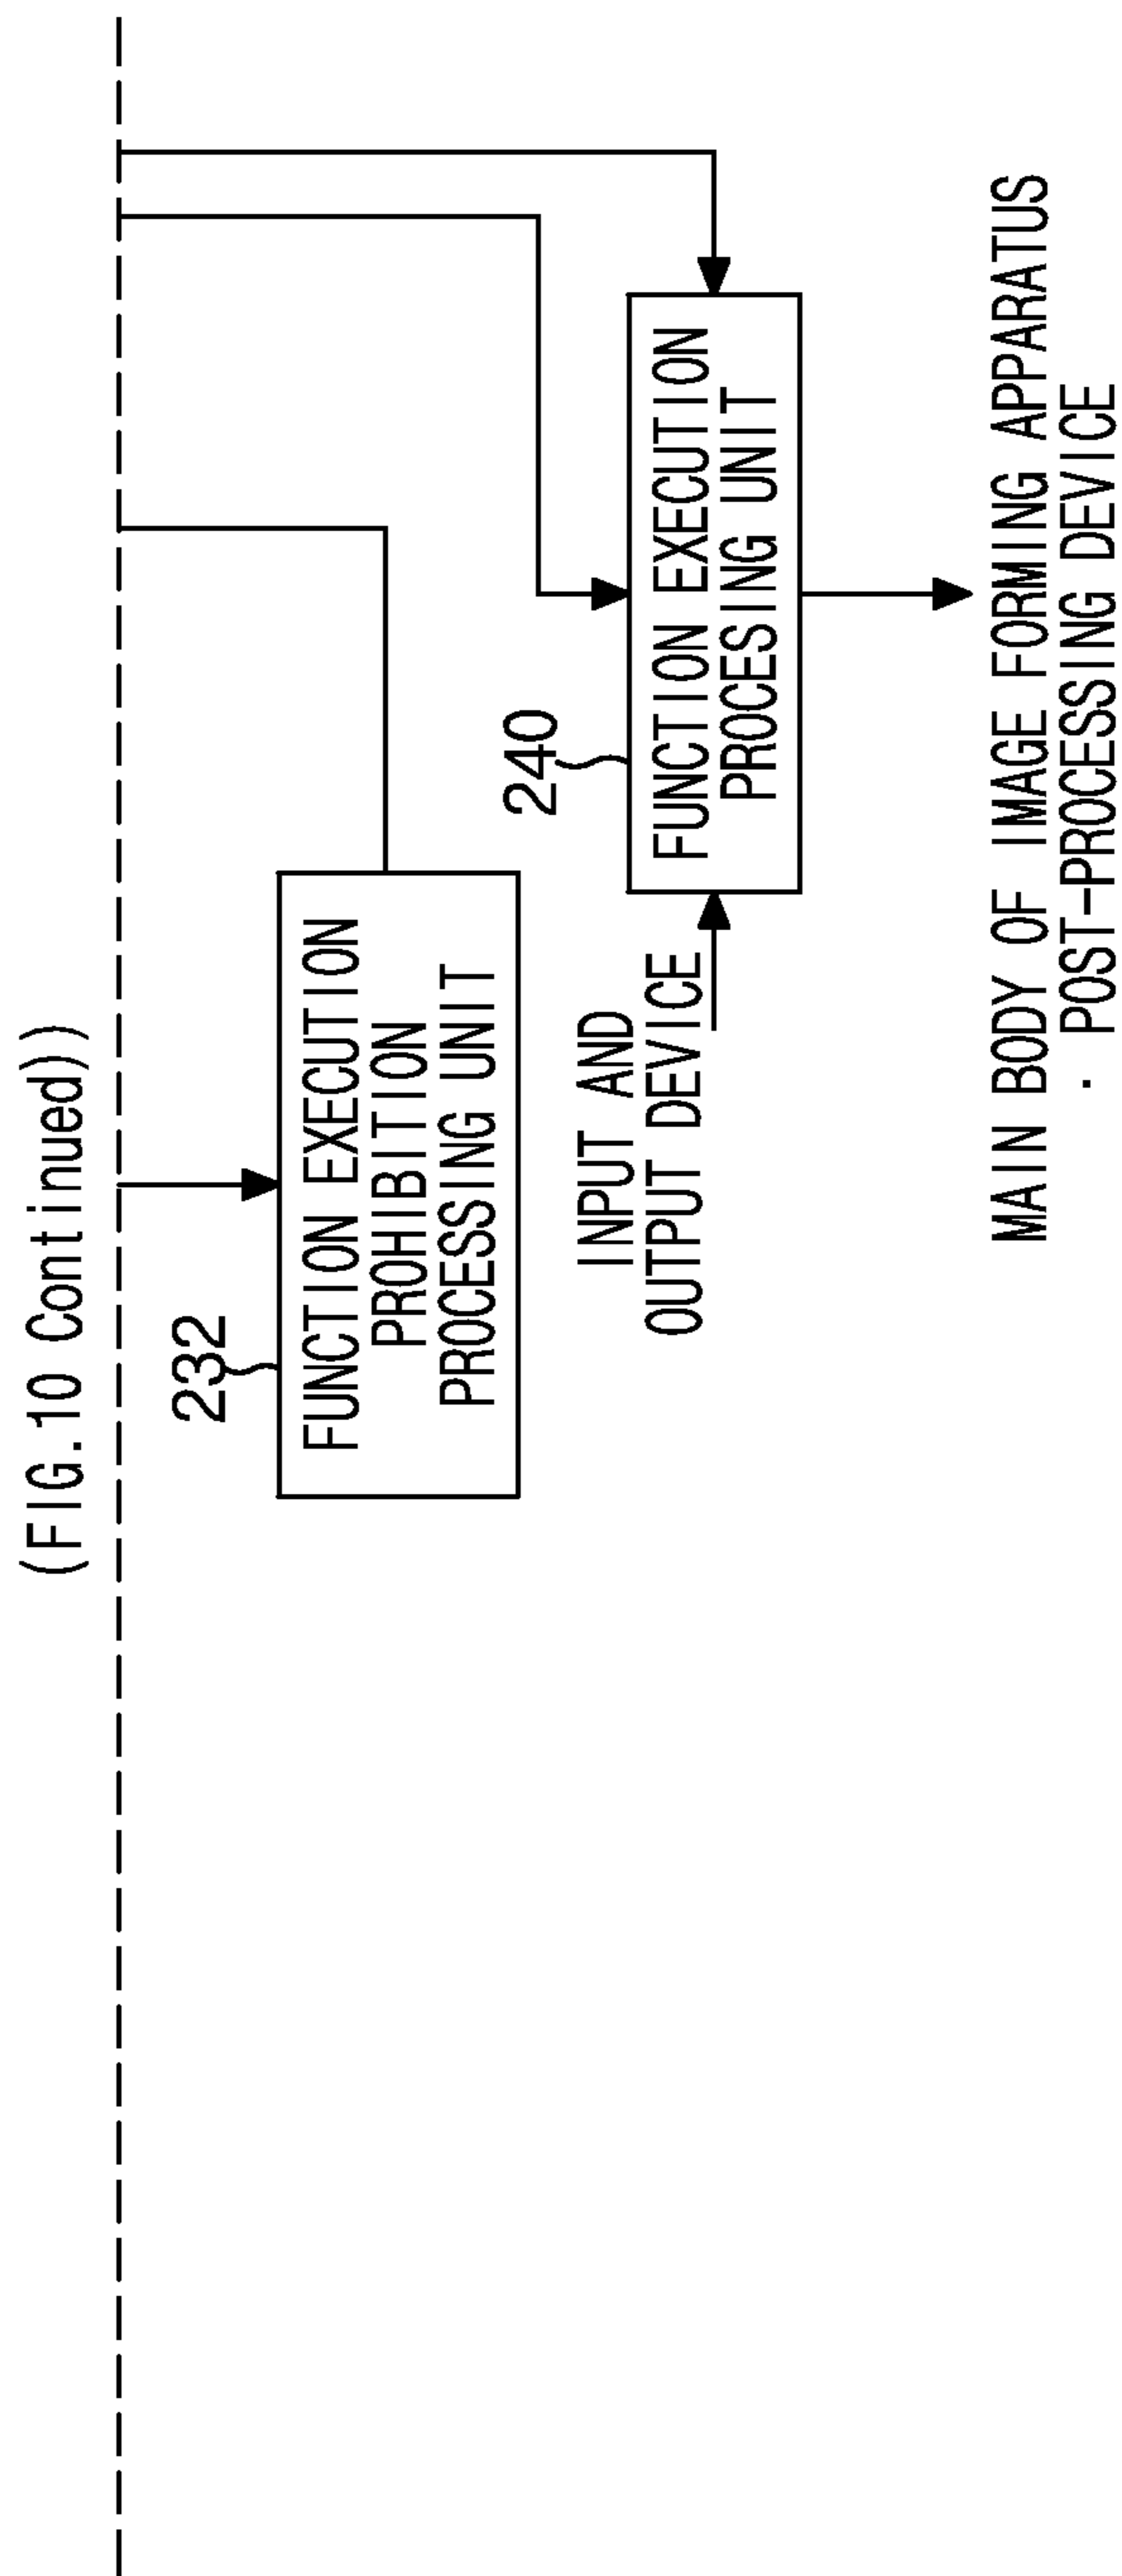 (FIG.10 Continued))
232
FUNCTION EXECUTION
PROHIBITION
PROCESSING UNIT
240
INPUT AND
OUTPUT DEVICE
FUNCTION EXECUTION
PROCESING UNIT
MAIN BODY OF IMAGE FORMING APPARATUS
. POST-PROCESSING DEVICE